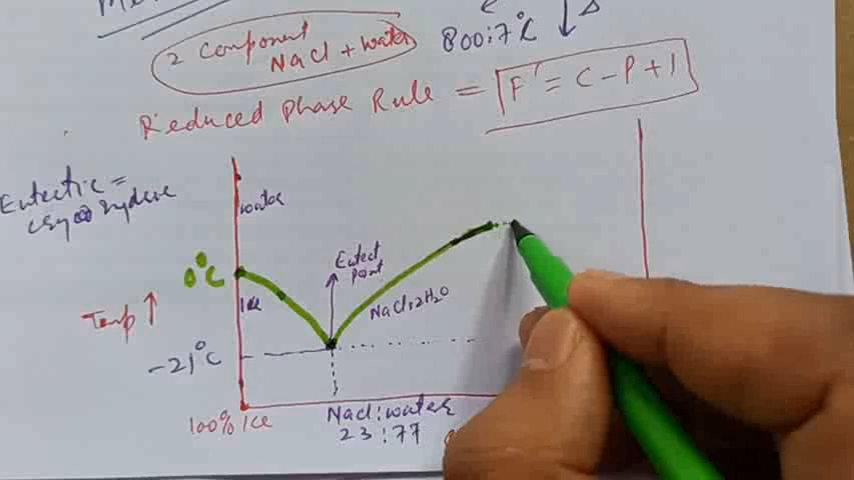 2 Component
NaCl + water
800:7°C
Reduced Phase Rule = F' = C - P + 1
Eutectic =
water
0°C
Ice
Eutect
point
NaCl.2H2O
Temp ↑
-21°C
100% Ice
NaCl:water
23:77